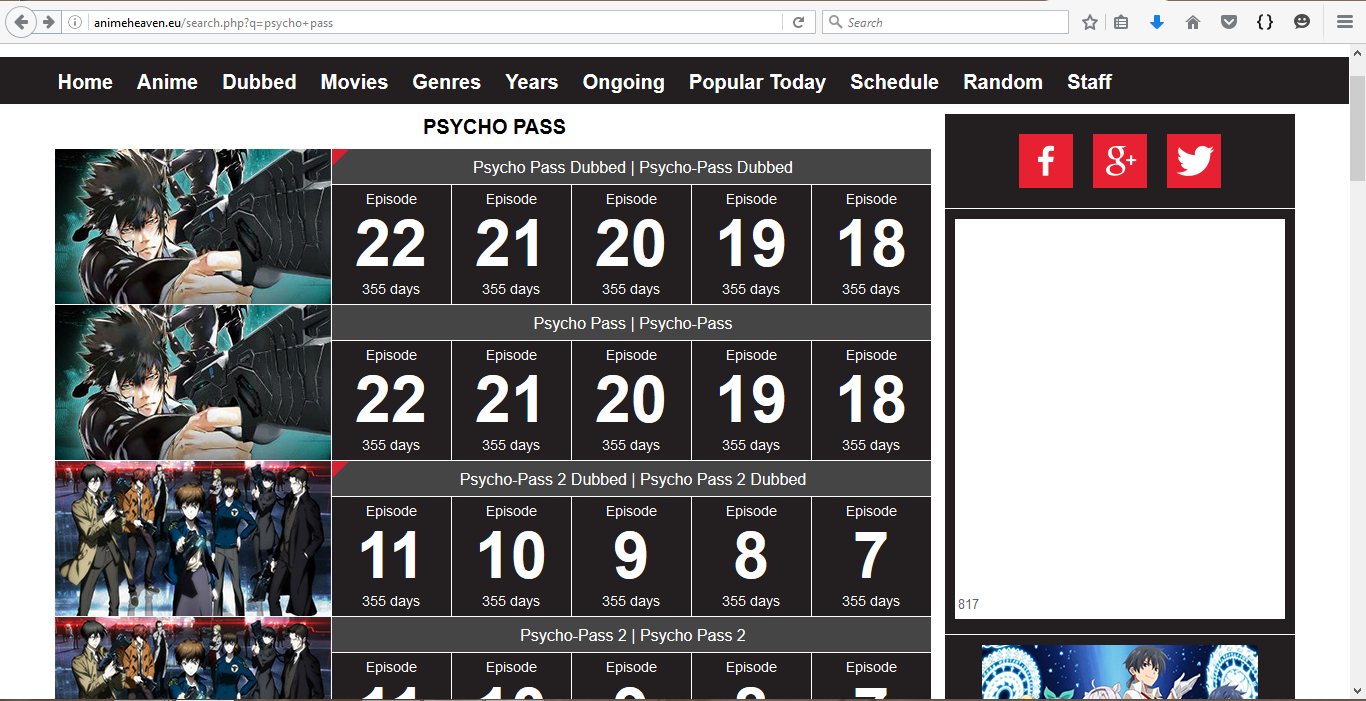 animeheaven.eu/search.php?q=psycho+pass
Search
Home Anime Dubbed Movies Genres Years Ongoing Popular Today Schedule Random Staff
PSYCHO PASS
f g+
Psycho Pass Dubbed | Psycho-Pass Dubbed
Episode Episode Episode Episode Episode
22 21 20 19 18
355 days 355 days 355 days 355 days 355 days
Psycho Pass | Psycho-Pass
Episode Episode Episode Episode Episode
22 21 20 19 18
355 days 355 days 355 days 355 days 355 days
Psycho-Pass 2 Dubbed | Psycho Pass 2 Dubbed
Episode Episode Episode Episode Episode
11 10 9 8 7
355 days 355 days 355 days 355 days 355 days
817
Psycho-Pass 2 | Psycho Pass 2
Episode Episode Episode Episode Episode
11 10 9 8 7